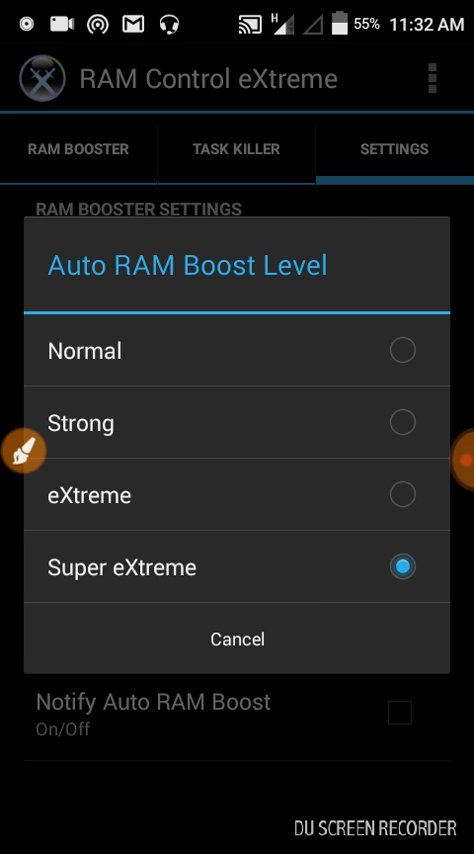 H 55% 11:32 AM
RAM Control eXtreme
RAM BOOSTER TASK KILLER SETTINGS
RAM BOOSTER SETTINGS
Auto RAM Boost Level
Normal
Strong
eXtreme
Super eXtreme
Cancel
Notify Auto RAM Boost
On/Off
DU SCREEN RECORDER